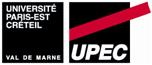 UNIVERSITÉ
PARIS-EST
CRÉTEIL
VAL DE MARNE
UPEC